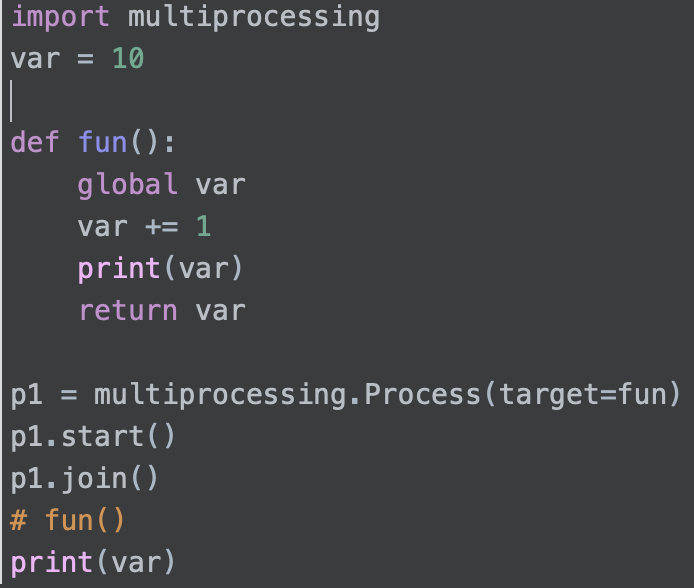 import multiprocessing
var = 10
def fun():
    global var
    var += 1
    print(var)
    return var
p1 = multiprocessing.Process(target=fun)
p1.start()
p1.join()
# fun()
print(var)